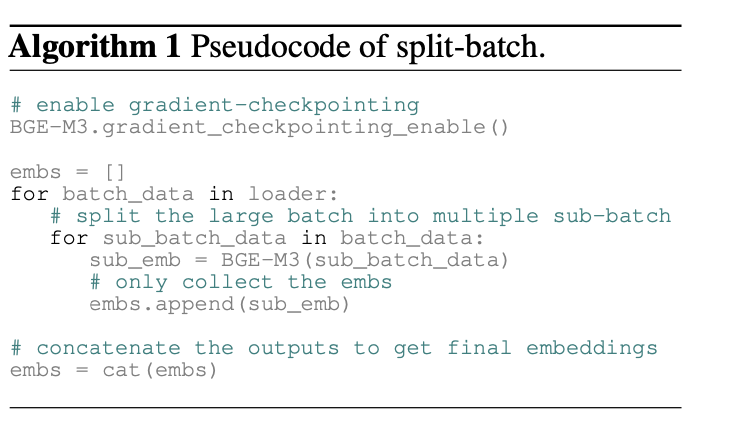 Algorithm 1 Pseudocode of split-batch.
# enable gradient-checkpointing
BGE-M3.gradient_checkpointing_enable()
embs = []
for batch_data in loader:
# split the large batch into multiple sub-batch
for sub_batch_data in batch_data:
sub_emb = BGE-M3(sub_batch_data)
# only collect the embs
embs.append(sub_emb)
# concatenate the outputs to get final embeddings
embs = cat(embs)